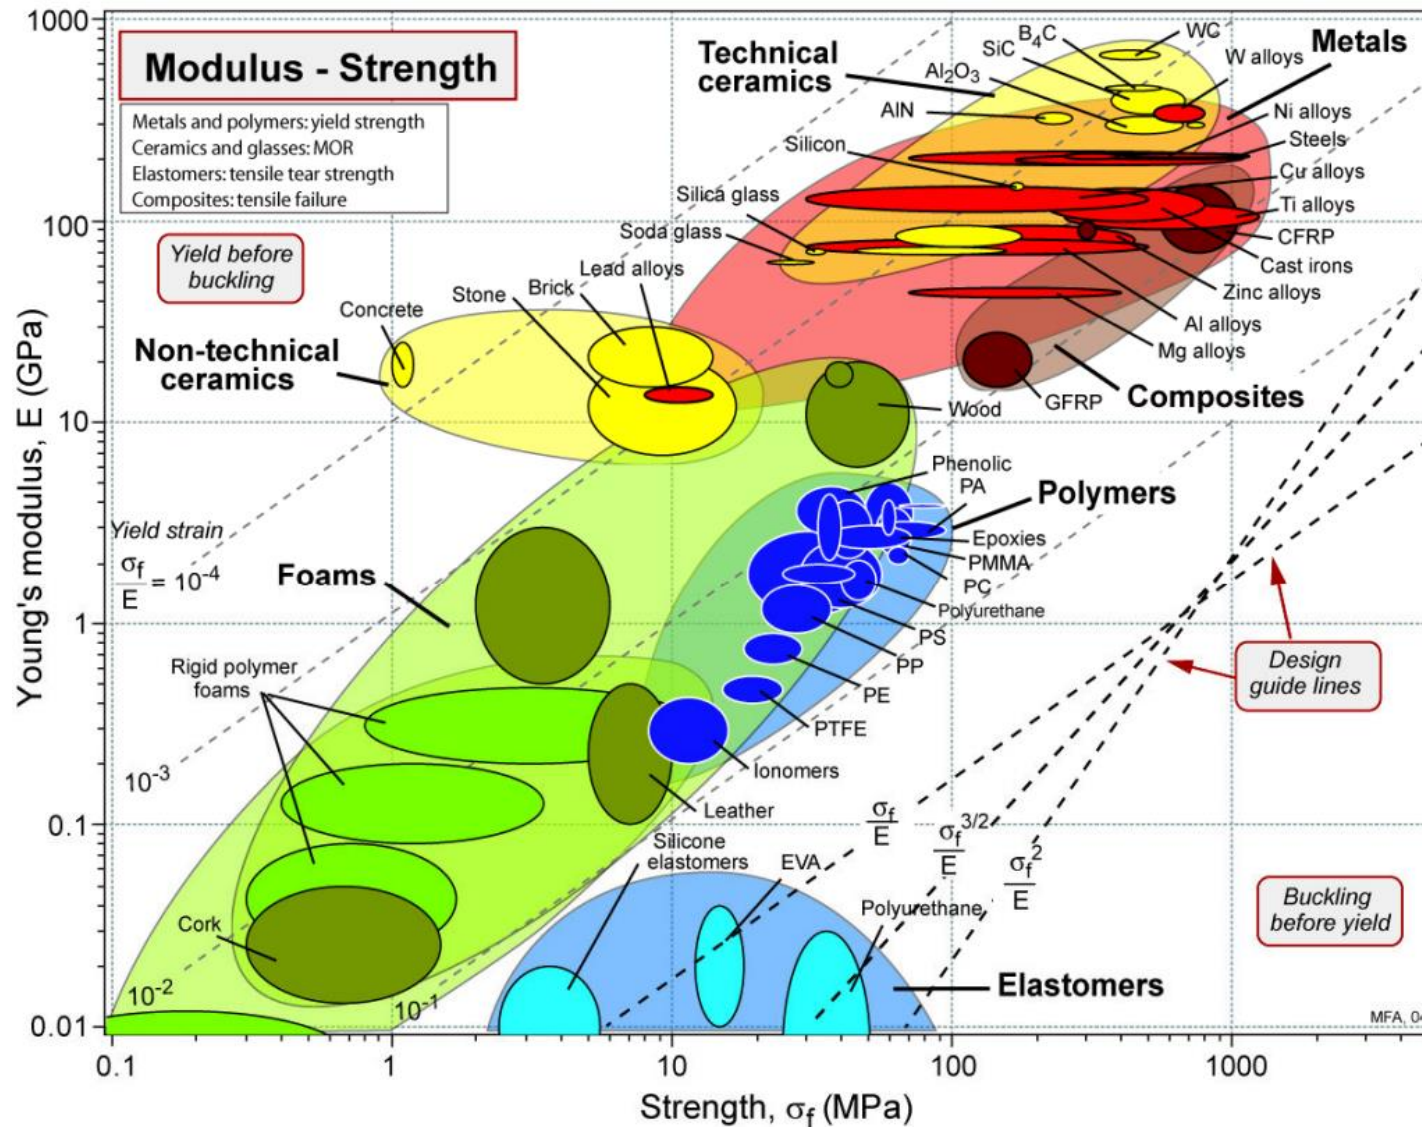 Modulus - Strength
Metals and polymers: yield strength
Ceramics and glasses: MOR
Elastomers: tensile tear strength
Composites: tensile failure
Yield before
buckling
Technical
ceramics
Metals
B₄C
SiC
WC
W alloys
Al₂O₃
AlN
Ni alloys
Silicon
Steels
Cu alloys
Silica glass
Ti alloys
Soda glass
CFRP
Lead alloys
Cast irons
Brick
Stone
Zinc alloys
Concrete
Al alloys
Mg alloys
Non-technical
ceramics
GFRP
Composites
Wood
Phenolic
PA
Polymers
Epoxies
PMMA
PC
Polyurethane
PS
PP
PE
PTFE
Ionomers
Yield strain
σf/E = 10⁻⁴
Foams
Rigid polymer
foams
10⁻³
Leather
Design
guide lines
σf/E
σf^3/2/E
σf²/E
Silicone
elastomers
EVA
Polyurethane
Cork
Buckling
before yield
Elastomers
10⁻²
10⁻¹
MFA, 04
1000
100
10
1
0.1
0.01
Young's modulus, E (GPa)
0.1
1
10
100
1000
Strength, σf (MPa)